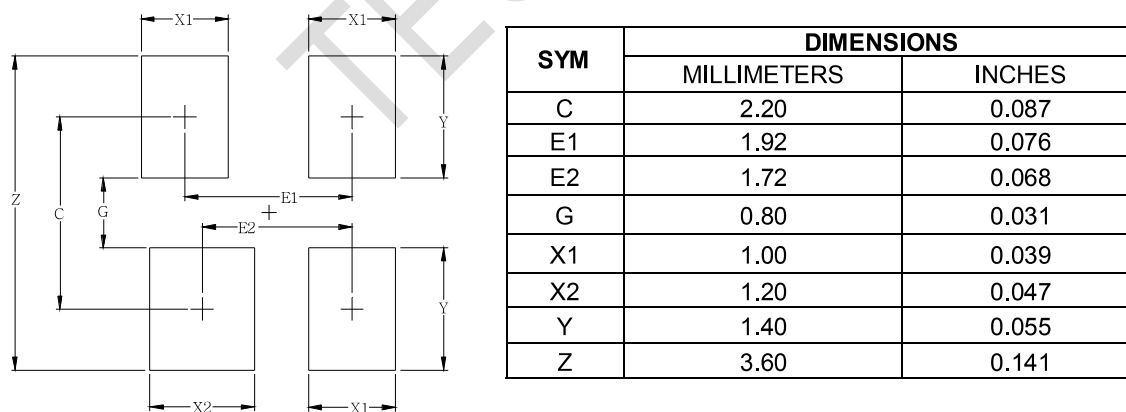 X1 X1
Y
Z C G E1
E2
Y
X2 X1
TES
SYM DIMENSIONS
MILLIMETERS INCHES
C 2.20 0.087
E1 1.92 0.076
E2 1.72 0.068
G 0.80 0.031
X1 1.00 0.039
X2 1.20 0.047
Y 1.40 0.055
Z 3.60 0.141